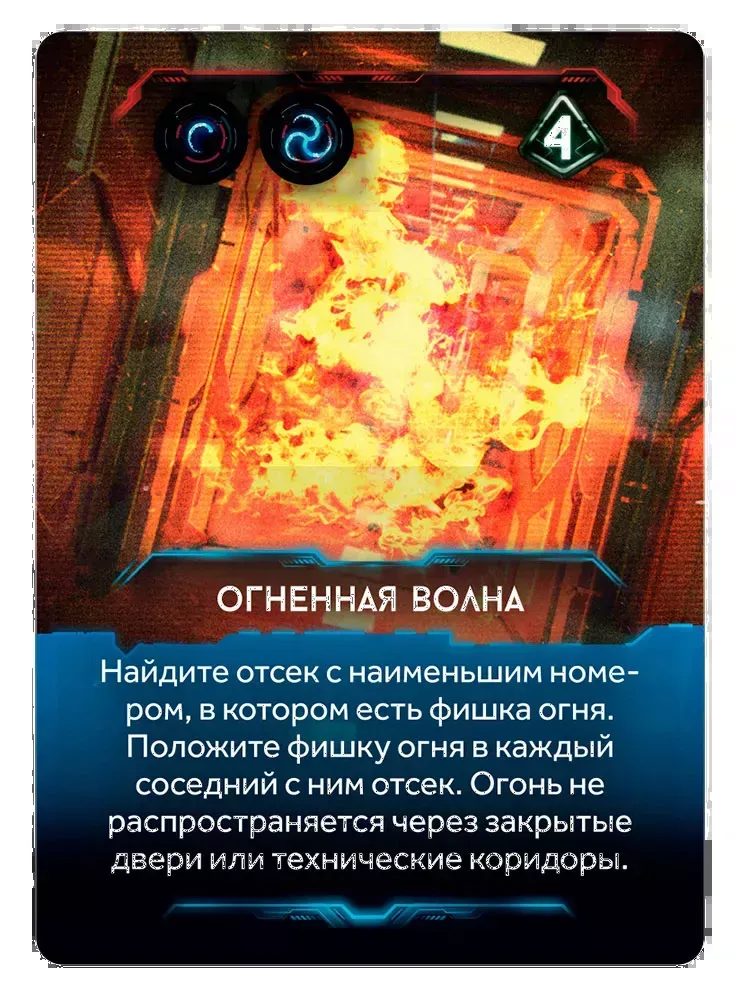 4
ОГНЕННАЯ ВОЛНА
Найдите отсек с наименьшим номе-
ром, в котором есть фишка огня.
Положите фишку огня в каждый
соседний с ним отсек. Огонь не
распространяется через закрытые
двери или технические коридоры.